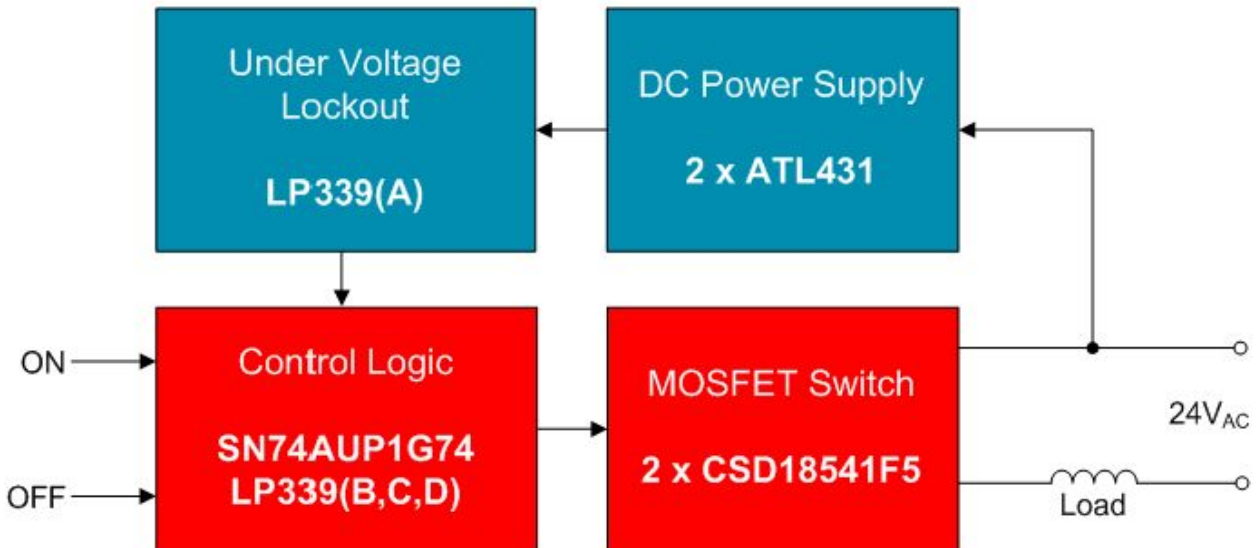 Under Voltage
Lockout
LP339(A)
DC Power Supply
2 x ATL431
ON
OFF
Control Logic
SN74AUP1G74
LP339(B,C,D)
MOSFET Switch
2 x CSD18541F5
24VAC
Load